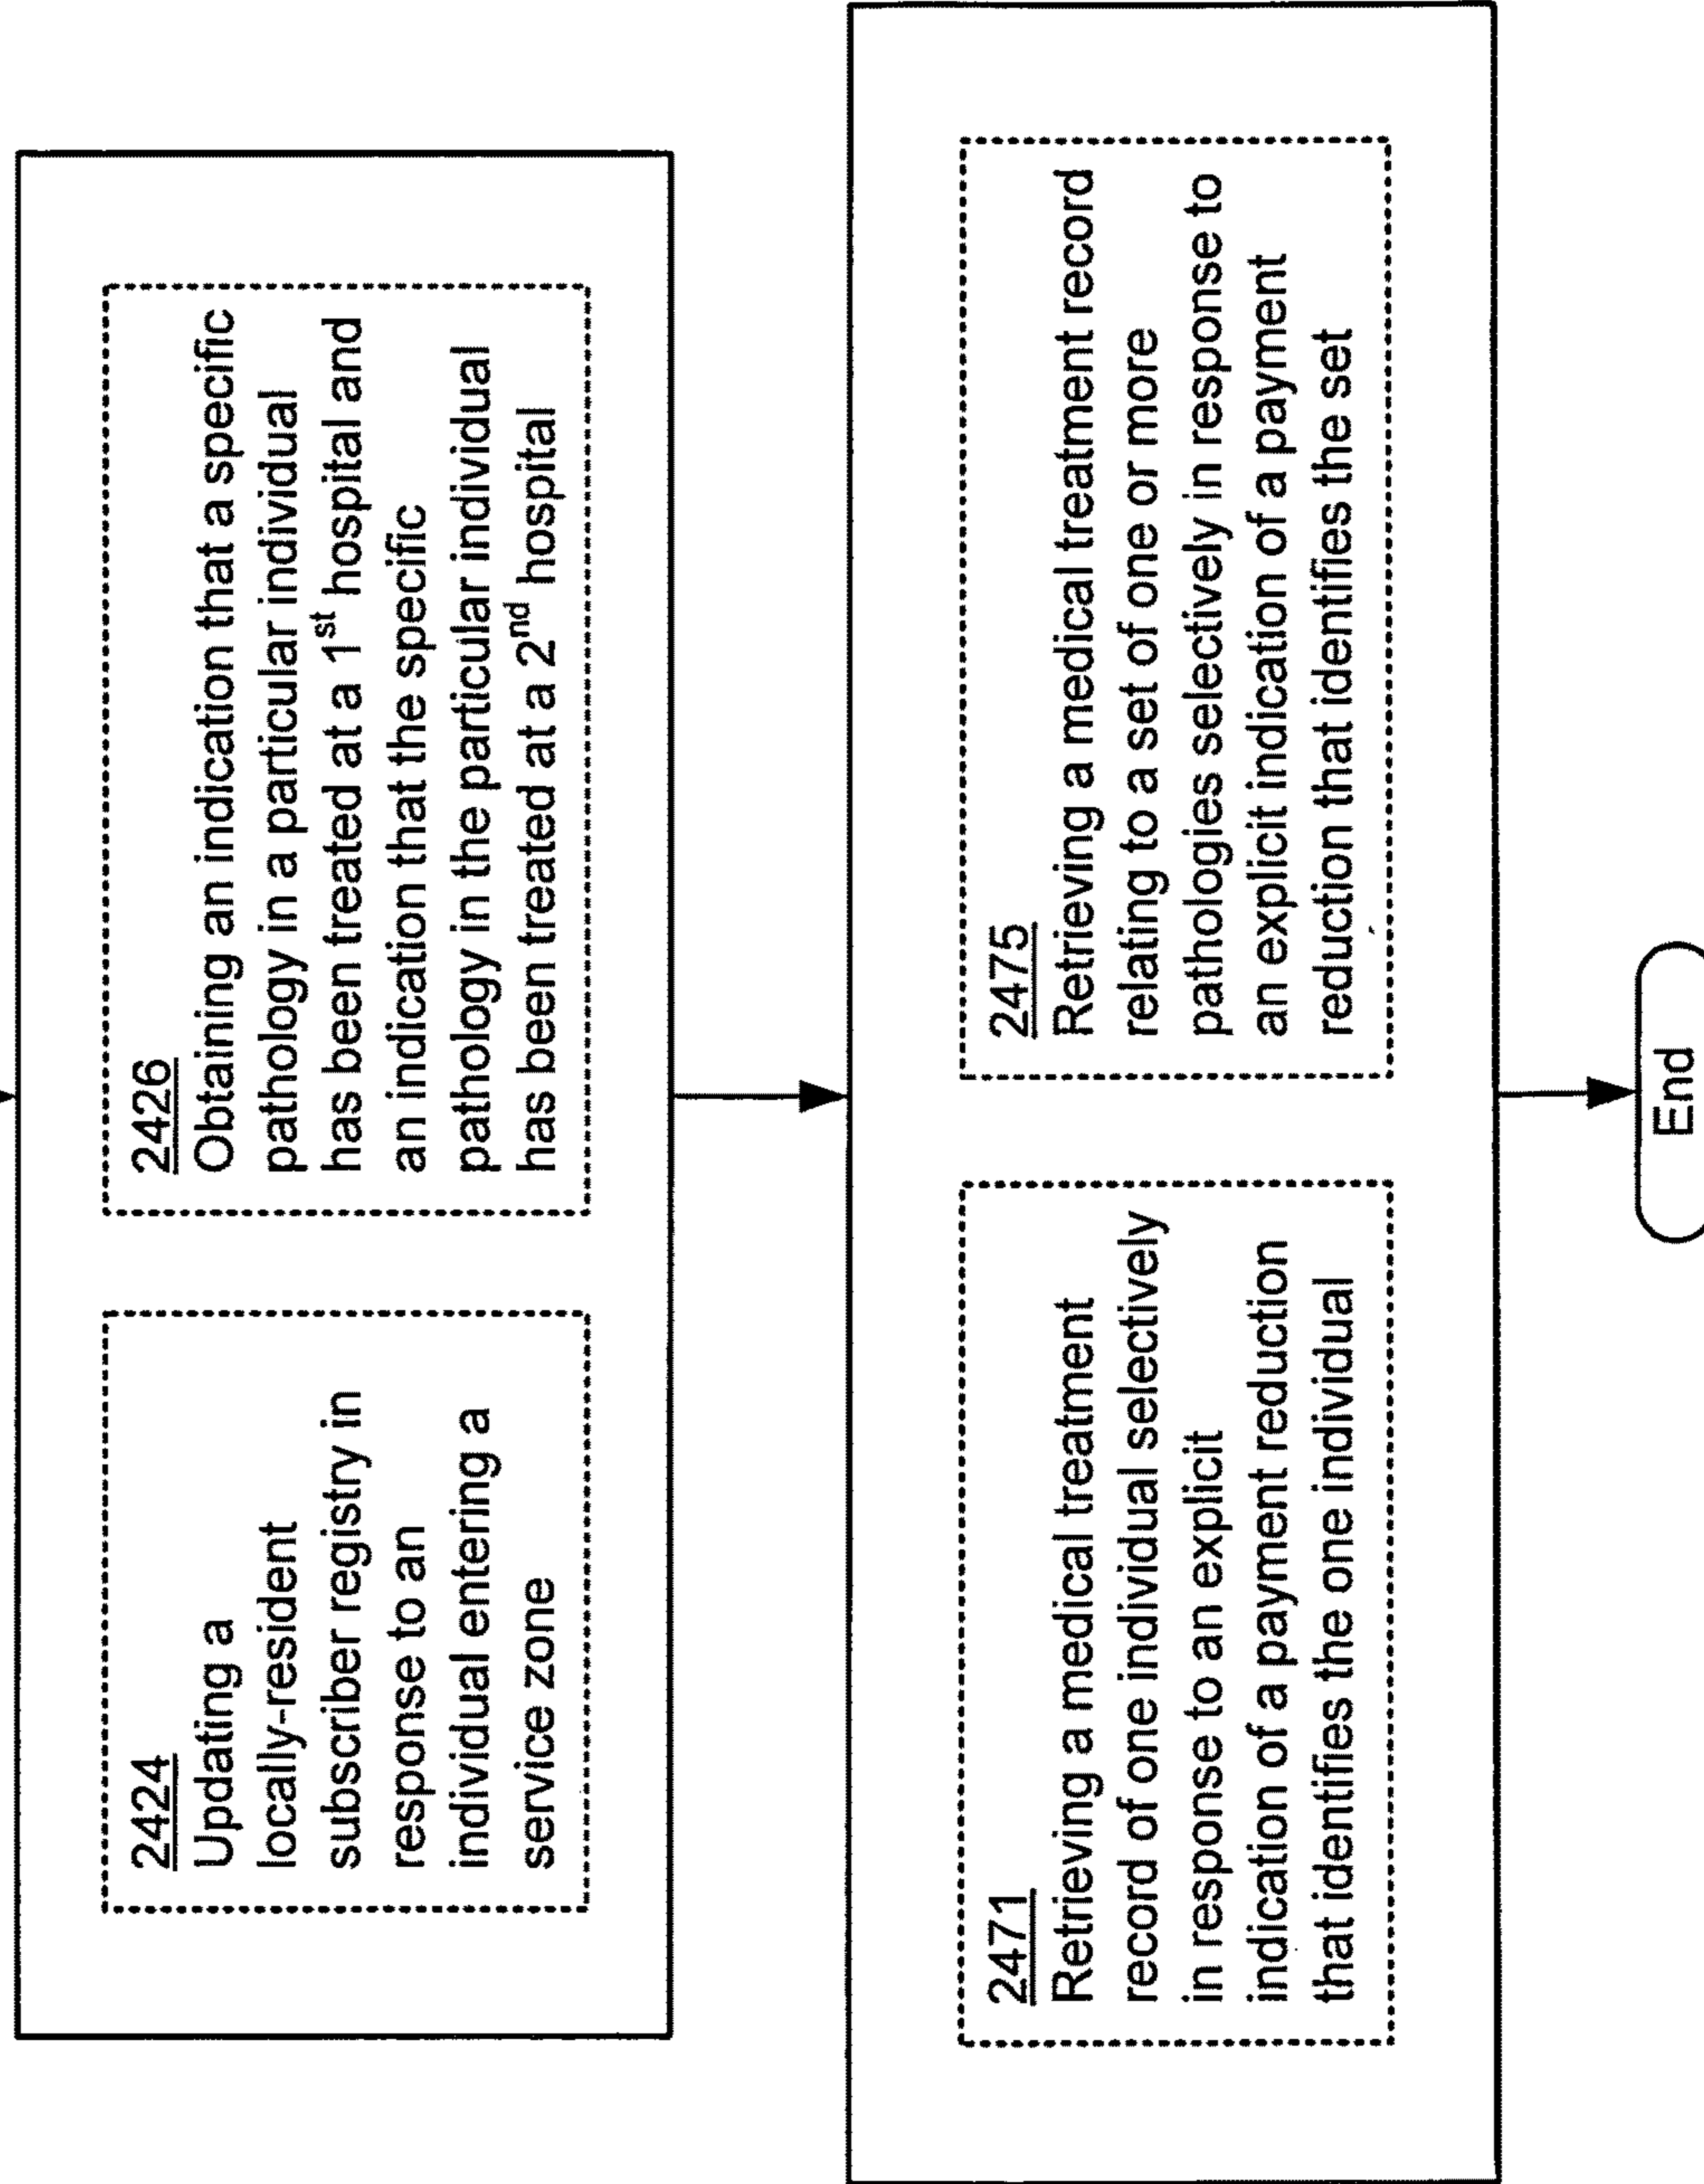 2424
Updating a
locally-resident
subscriber registry in
response to an
individual entering a
service zone
2426
Obtaining an indication that a specific
pathology in a particular individual
has been treated at a 1st hospital and
an indication that the specific
pathology in the particular individual
has been treated at a 2nd hospital
2471
Retrieving a medical treatment
record of one individual selectively
in response to an explicit
indication of a payment reduction
that identifies the one individual
2475
Retrieving a medical treatment record
relating to a set of one or more
pathologies selectively in response to
an explicit indication of a payment
reduction that identifies the set
End